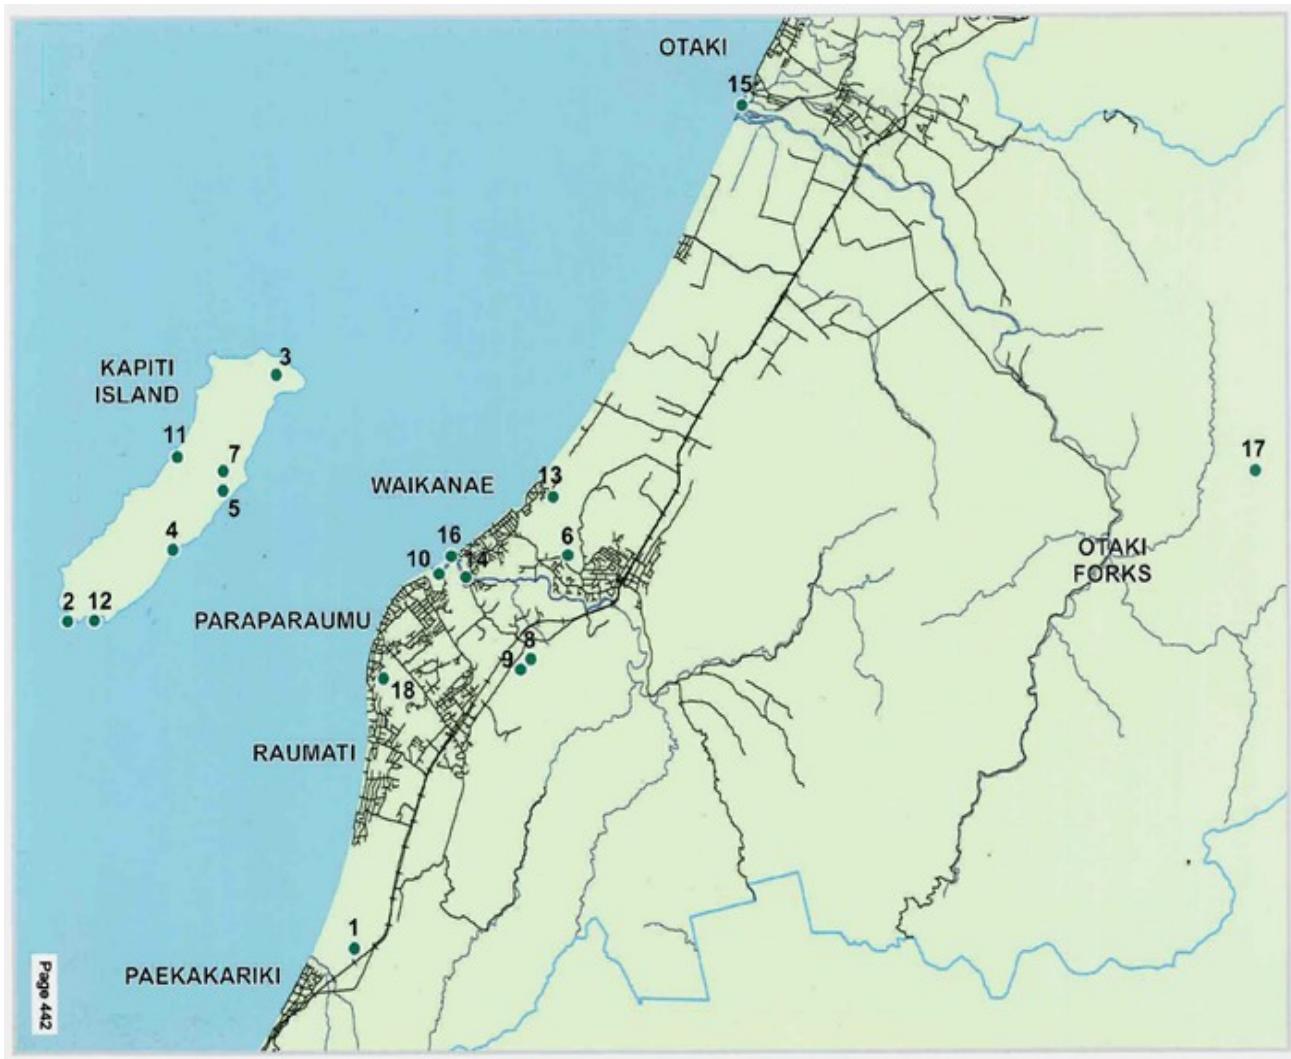 OTAKI
15
3
KAPITI
ISLAND
11
7
17
WAIKANAE
13
5
4
16
6
10
14
OTAKI
FORKS
2
12
PARAPARAUMU
8
9
18
RAUMATI
1
PAEKAKARIKI
Page 442